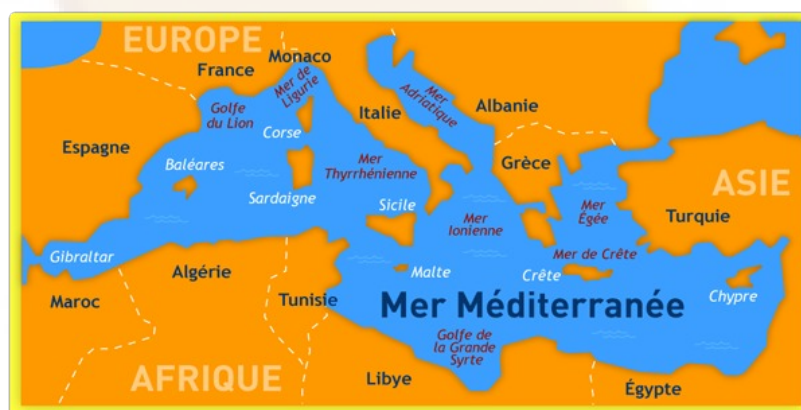 EUROPE
Monaco
France
Mer de
Ligurie
Golfe
du Lion
Corse
Italie
Mer
Adriatique
Albanie
Espagne
Baléares
Mer
Thyrrhénienne
Grèce
ASIE
Sardaigne
Sicile
Mer
Ionienne
Mer
Égée
Turquie
Gibraltar
Algérie
Malte
Crête
Mer de Crête
Maroc
Tunisie
Mer Méditerranée
Chypre
Golfe de
la Grande
Syrte
AFRIQUE
Libye
Égypte